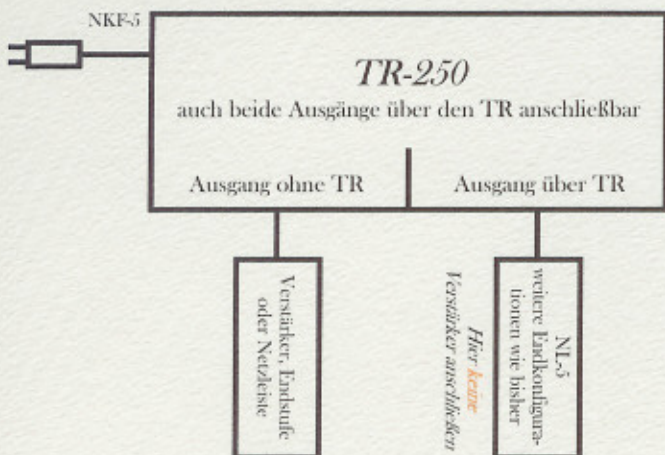 NKF-5
TR-250
auch beide Ausgänge über den TR anschließbar
Ausgang ohne TR
Ausgang über TR
Verstärker, Endstufe
oder Netzleiste
Hier keine
Verstärker anschließen
NL-5
weitere Endkonfigura-
tionen wie bisher